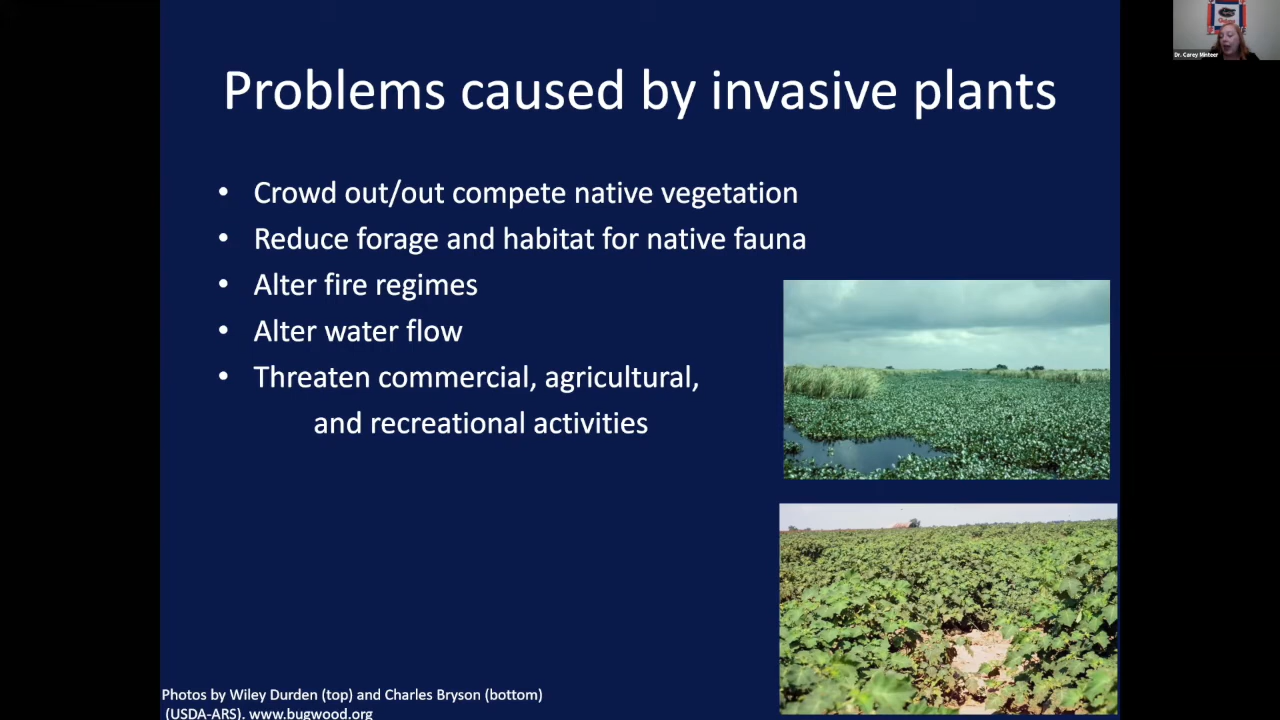 Problems caused by invasive plants
• Crowd out/out compete native vegetation
• Reduce forage and habitat for native fauna
• Alter fire regimes
• Alter water flow
• Threaten commercial, agricultural,
and recreational activities
Photos by Wiley Durden (top) and Charles Bryson (bottom)
(USDA-ARS). www.bugwood.org
Dr. Carey Minteer